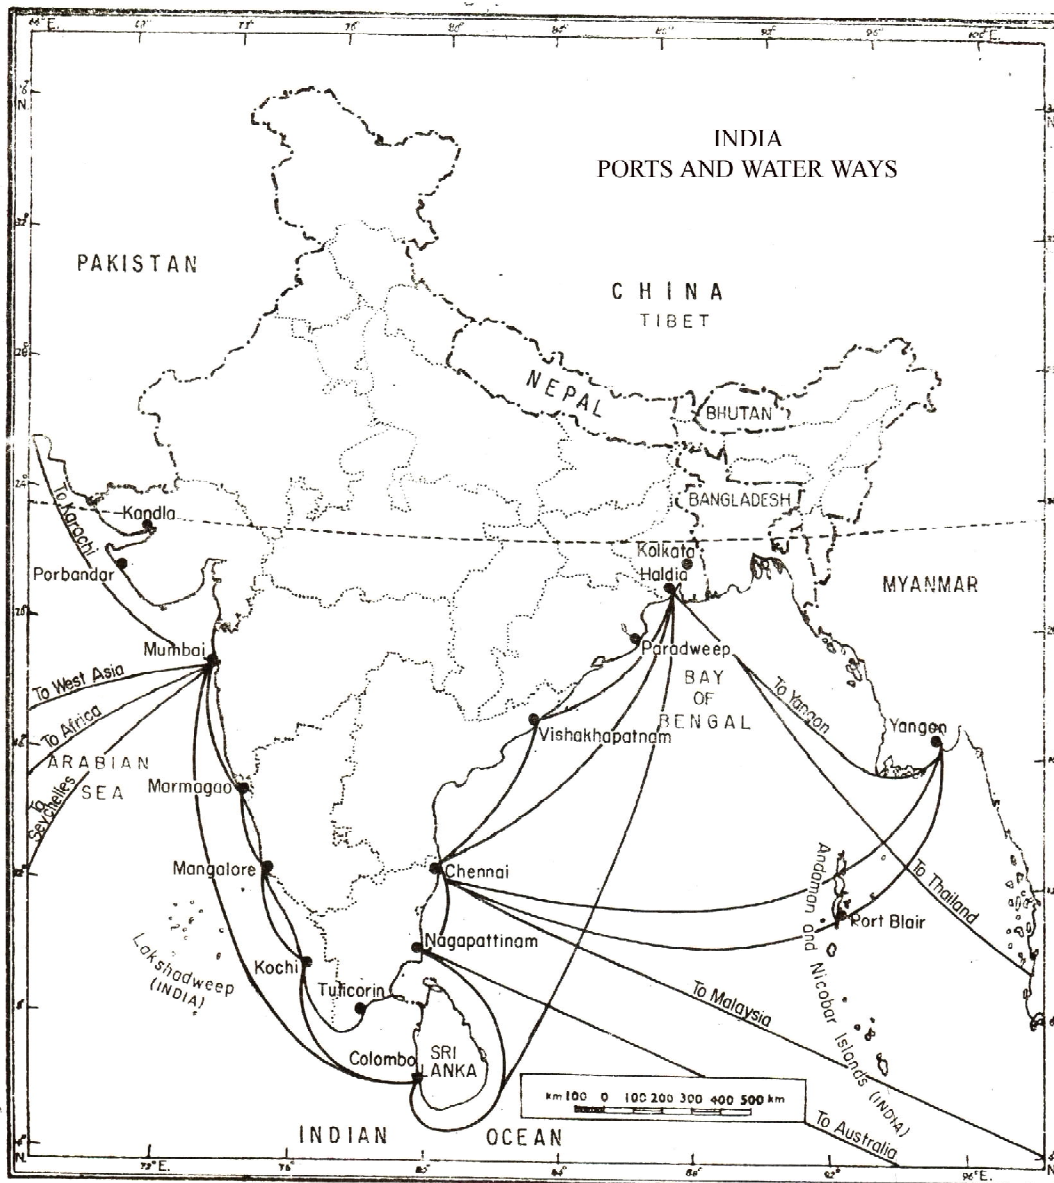 INDIA
PORTS AND WATER WAYS
PAKISTAN
CHINA
TIBET
NEPAL
BHUTAN
BANGLADESH
MYANMAR
To Karachi
Kandla
Porbandar
Kolkata
Haldia
Paradweep
Mumbai
To West Asia
To Africa
To Seychelles
ARABIAN
SEA
BAY
OF
BENGAL
Vishakhapatnam
To Yangon
Yangon
Marmagao
Mangalore
Chennai
To Thailand
Port Blair
Andaman and Nicobar Islands (INDIA)
Nagapattinam
Kochi
Lakshadweep
(INDIA)
Tuticorin
To Malaysia
Colombo
SRI
LANKA
km 100 0 100 200 300 400 500 km
To Australia
INDIAN OCEAN